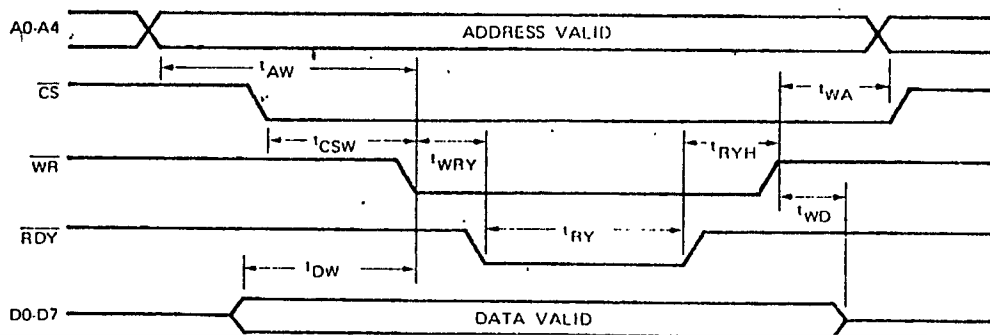 A0-A4 ADDRESS VALID
tAW tWA
CS
tCSW tWRY tRYH
WR
tWD
RDY tRY
tDW
D0-D7 DATA VALID